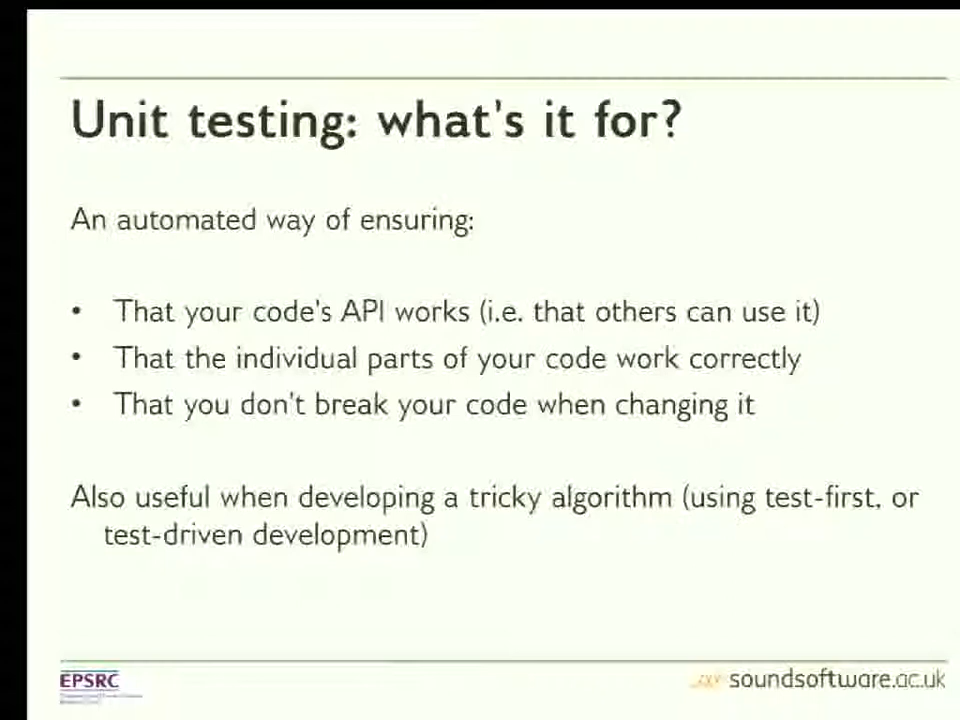 Unit testing: what's it for?
An automated way of ensuring:
• That your code's API works (i.e. that others can use it)
• That the individual parts of your code work correctly
• That you don't break your code when changing it
Also useful when developing a tricky algorithm (using test-first, or
test-driven development)
EPSRC
soundsoftware.ac.uk